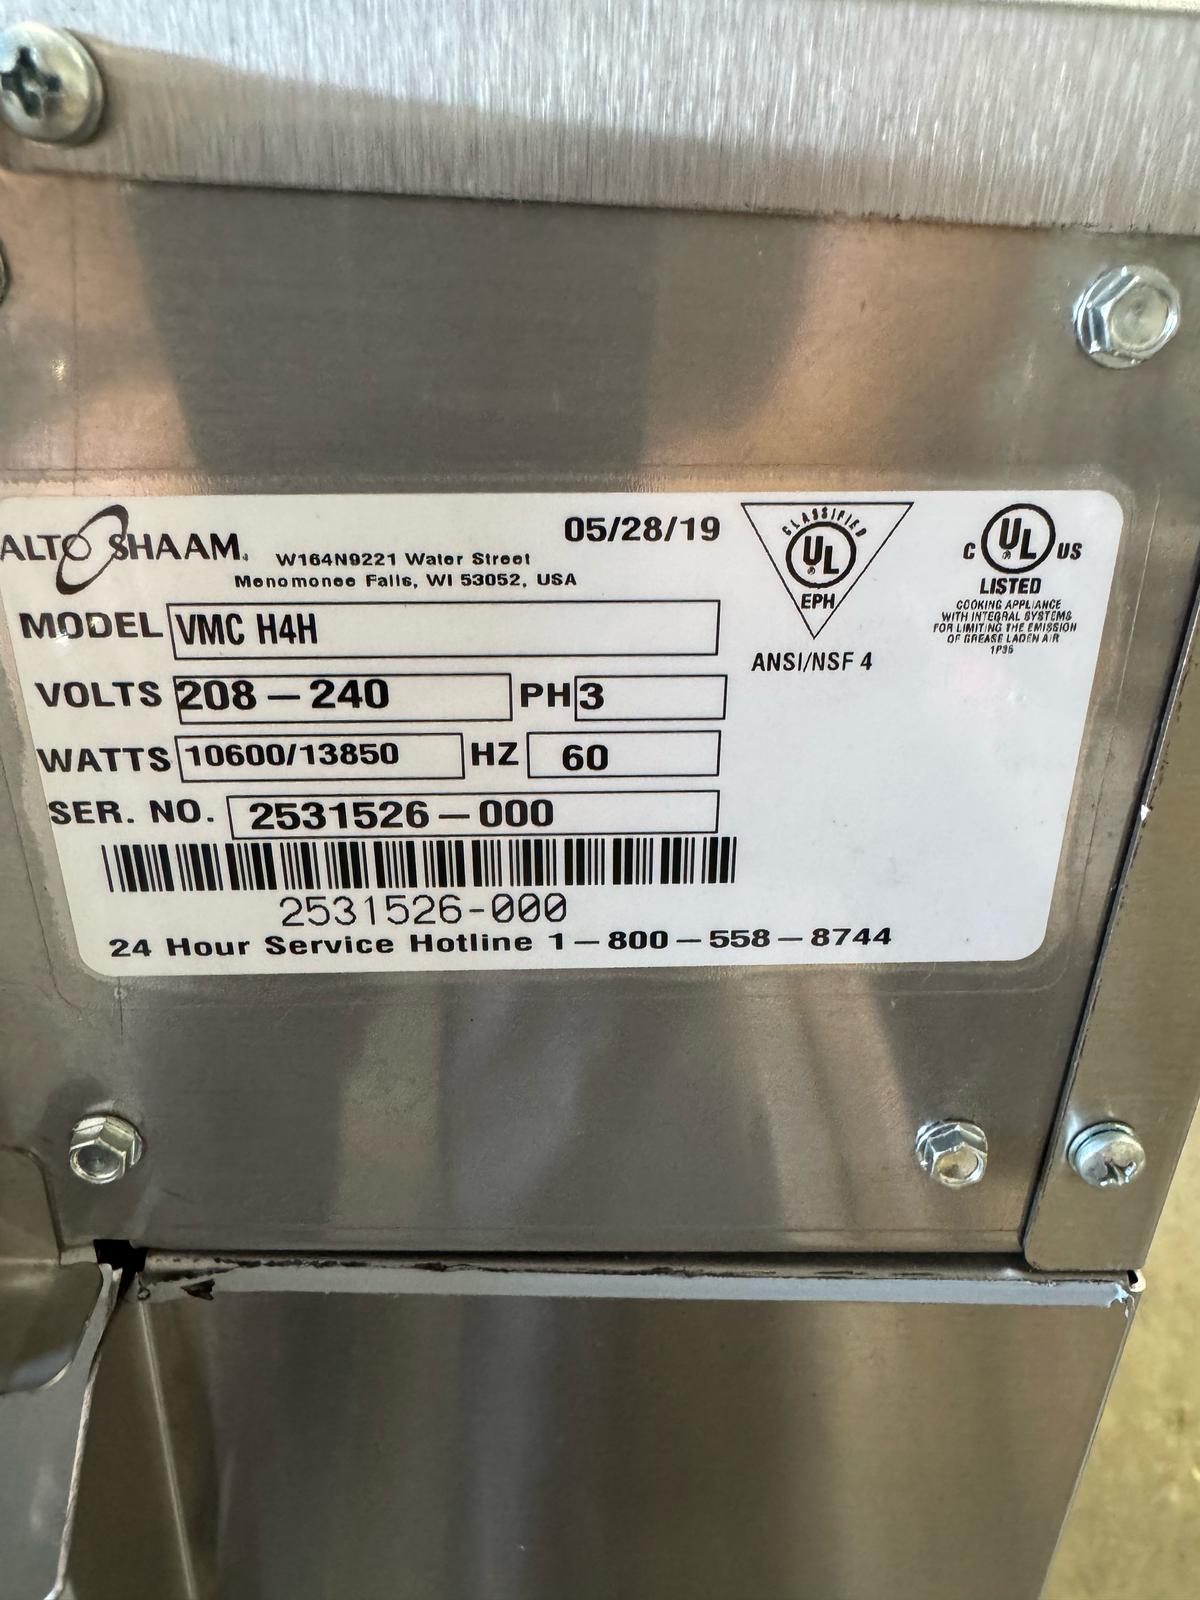 ALTO SHAAM®
05/28/19
W164N9221 Water Street
Menomonee Falls, WI 53052, USA
MODEL VMC H4H
VOLTS 208-240 PH 3
WATTS 10600/13850 HZ 60
SER. NO. 2531526-000
2531526-000
24 Hour Service Hotline 1-800-558-8744
CLASSIFIED
UL®
EPH
ANSI/NSF 4
C UL® US
LISTED
COOKING APPLIANCE
WITH INTEGRAL SYSTEMS
FOR LIMITING THE EMISSION
OF GREASE LADEN AIR
1P36